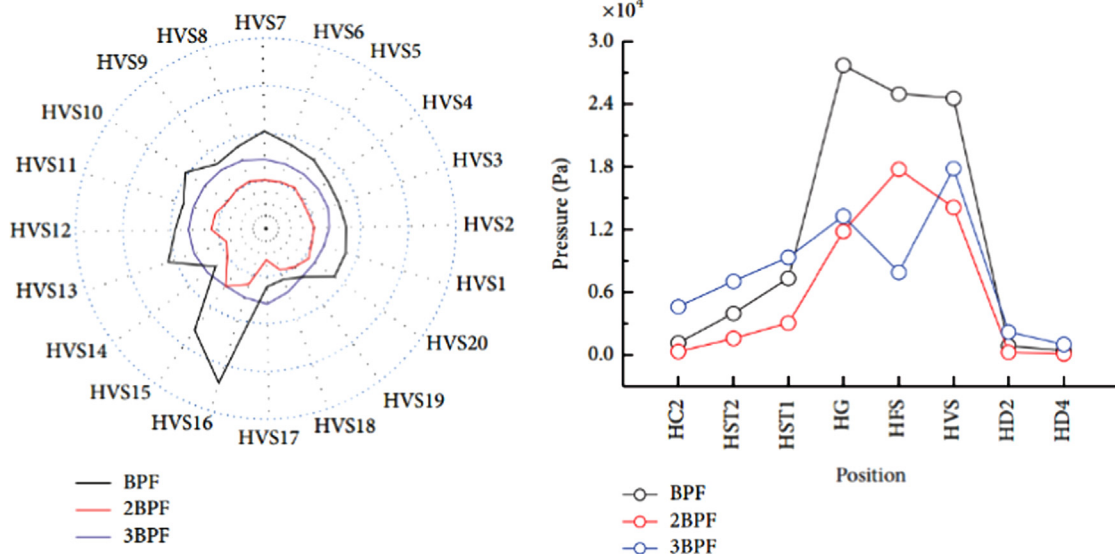 HVS7
HVS6
HVS5
HVS4
HVS3
HVS2
HVS1
HVS20
HVS19
HVS18
HVS17
HVS16
HVS15
HVS14
HVS13
HVS12
HVS11
HVS10
HVS9
HVS8
BPF
2BPF
3BPF
×10⁴
3.0
2.4
1.8
1.2
0.6
0.0
Pressure (Pa)
HC2
HST2
HST1
HG
HFS
HVS
HD2
HD4
Position
BPF
2BPF
3BPF